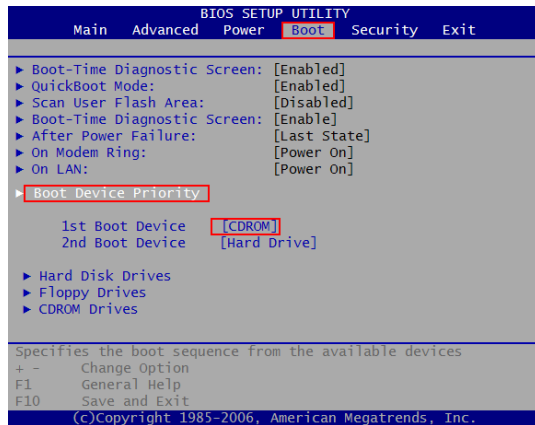 BIOS SETUP UTILITY
Main Advanced Power Boot Security Exit
► Boot-Time Diagnostic Screen: [Enabled]
► QuickBoot Mode: [Enabled]
► Scan User Flash Area: [Disabled]
► Boot-Time Diagnostic Screen: [Enable]
► After Power Failure: [Last State]
► On Modem Ring: [Power On]
► On LAN: [Power On]
► Boot Device Priority
1st Boot Device [CDROM]
2nd Boot Device [Hard Drive]
► Hard Disk Drives
► Floppy Drives
► CDROM Drives
Specifies the boot sequence from the available devices
+ - Change Option
F1 General Help
F10 Save and Exit
(c)Copyright 1985-2006, American Megatrends, Inc.